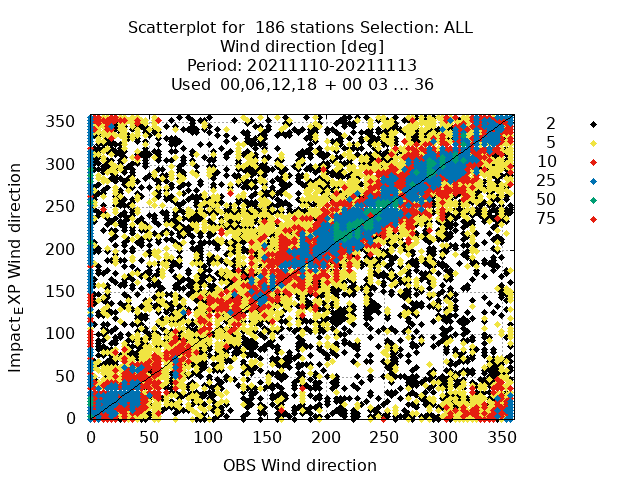 Scatterplot for  186 stations Selection: ALL
Wind direction [deg]
Period: 20211110-20211113
Used  00,06,12,18  + 00 03 ... 36
2
5
10
25
50
75
350
300
250
200
150
100
50
0
Impact_EXP Wind direction
0 50 100 150 200 250 300 350
OBS Wind direction